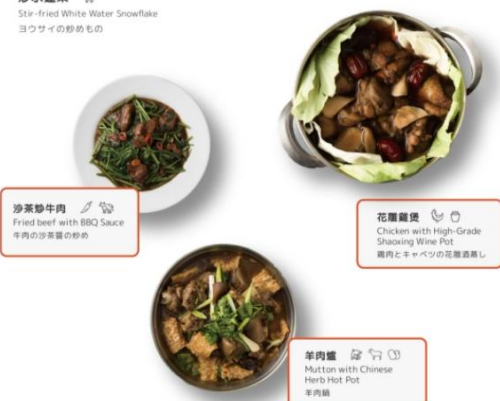 Stir-fried White Water Snowflake
ヨウサイの炒めもの
沙茶炒牛肉
Fried beef with BBQ Sauce
牛肉の沙茶醤の炒め
花雕雞煲
Chicken with High-Grade
Shaoxing Wine Pot
鶏肉とキャベツの花雕酒蒸し
羊肉爐
Mutton with Chinese
Herb Hot Pot
羊肉鍋